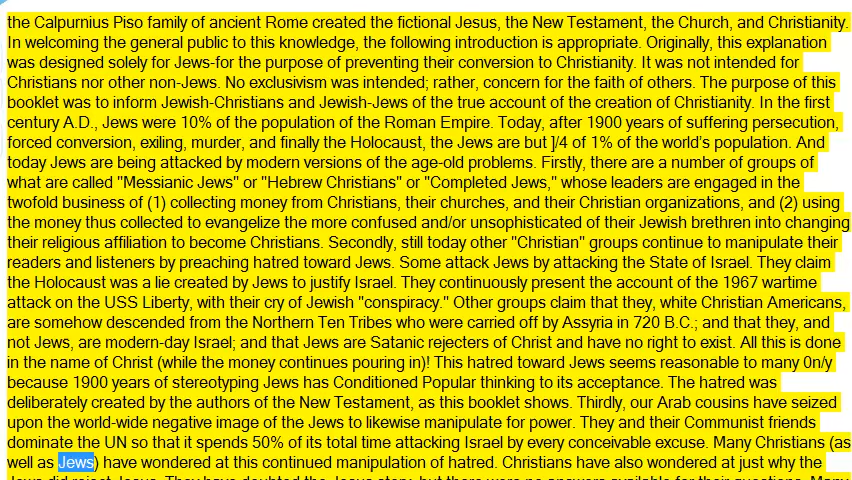 the Calpurnius Piso family of ancient Rome created the fictional Jesus, the New Testament, the Church, and Christianity.
In welcoming the general public to this knowledge, the following introduction is appropriate. Originally, this explanation
was designed solely for Jews-for the purpose of preventing their conversion to Christianity. It was not intended for
Christians nor other non-Jews. No exclusivism was intended; rather, concern for the faith of others. The purpose of this
booklet was to inform Jewish-Christians and Jewish-Jews of the true account of the creation of Christianity. In the first
century A.D., Jews were 10% of the population of the Roman Empire. Today, after 1900 years of suffering persecution,
forced conversion, exiling, murder, and finally the Holocaust, the Jews are but ]/4 of 1% of the world's population. And
today Jews are being attacked by modern versions of the age-old problems. Firstly, there are a number of groups of
what are called "Messianic Jews" or "Hebrew Christians" or "Completed Jews," whose leaders are engaged in the
twofold business of (1) collecting money from Christians, their churches, and their Christian organizations, and (2) using
the money thus collected to evangelize the more confused and/or unsophisticated of their Jewish brethren into changing
their religious affiliation to become Christians. Secondly, still today other "Christian" groups continue to manipulate their
readers and listeners by preaching hatred toward Jews. Some attack Jews by attacking the State of Israel. They claim
the Holocaust was a lie created by Jews to justify Israel. They continuously present the account of the 1967 wartime
attack on the USS Liberty, with their cry of Jewish "conspiracy." Other groups claim that they, white Christian Americans,
are somehow descended from the Northern Ten Tribes who were carried off by Assyria in 720 B.C.; and that they, and
not Jews, are modern-day Israel; and that Jews are Satanic rejecters of Christ and have no right to exist. All this is done
in the name of Christ (while the money continues pouring in)! This hatred toward Jews seems reasonable to many 0n/y
because 1900 years of stereotyping Jews has Conditioned Popular thinking to its acceptance. The hatred was
deliberately created by the authors of the New Testament, as this booklet shows. Thirdly, our Arab cousins have seized
upon the world-wide negative image of the Jews to likewise manipulate for power. They and their Communist friends
dominate the UN so that it spends 50% of its total time attacking Israel by every conceivable excuse. Many Christians (as
well as Jews) have wondered at this continued manipulation of hatred. Christians have also wondered at just why the
Jews did reject Jesus. They have doubted the Jesus story, but there were no answers available for their questions. Many